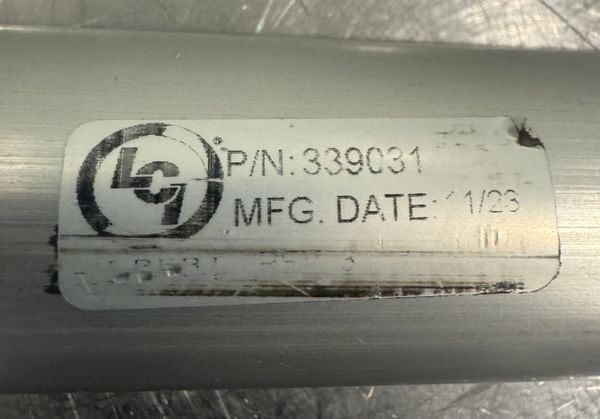 LCI®
P/N: 339031
MFG. DATE: 11/23